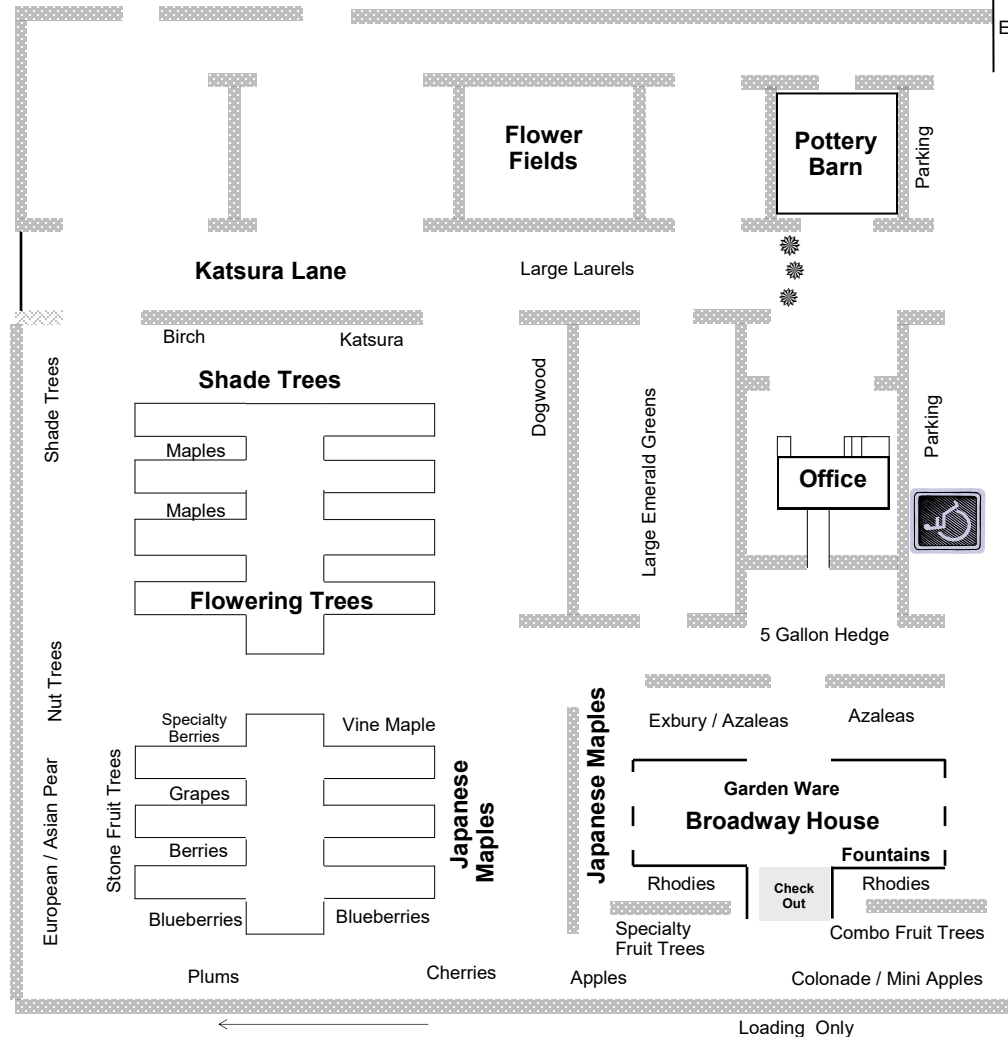 E
Flower
Fields
Pottery
Barn
Parking
Katsura Lane
Large Laurels
Birch
Katsura
Shade Trees
Shade Trees
Maples
Maples
Flowering Trees
Dogwood
Large Emerald Greens
Office
Parking
5 Gallon Hedge
Nut Trees
European / Asian Pear
Stone Fruit Trees
Specialty
Berries
Vine Maple
Grapes
Berries
Blueberries
Blueberries
Japanese
Maples
Japanese Maples
Exbury / Azaleas
Azaleas
Garden Ware
Broadway House
Fountains
Rhodies
Check
Out
Rhodies
Specialty
Fruit Trees
Combo Fruit Trees
Plums
Cherries
Apples
Colonade / Mini Apples
Loading Only